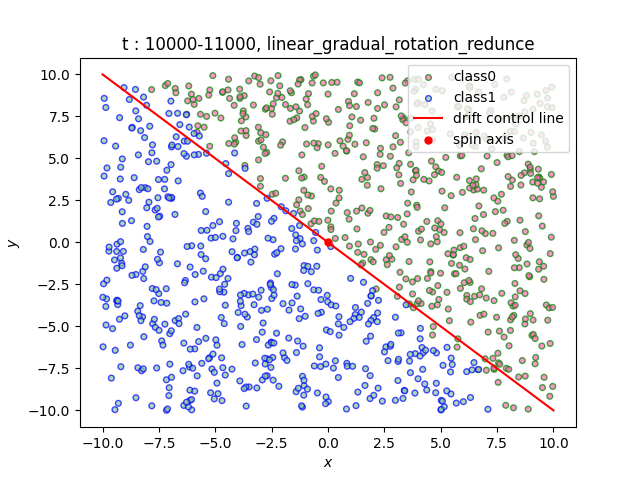 t : 10000-11000, linear_gradual_rotation_redunce
class0
class1
drift control line
spin axis
10.0
7.5
5.0
2.5
0.0
−2.5
−5.0
−7.5
−10.0
y
−10.0 −7.5 −5.0 −2.5 0.0 2.5 5.0 7.5 10.0
x